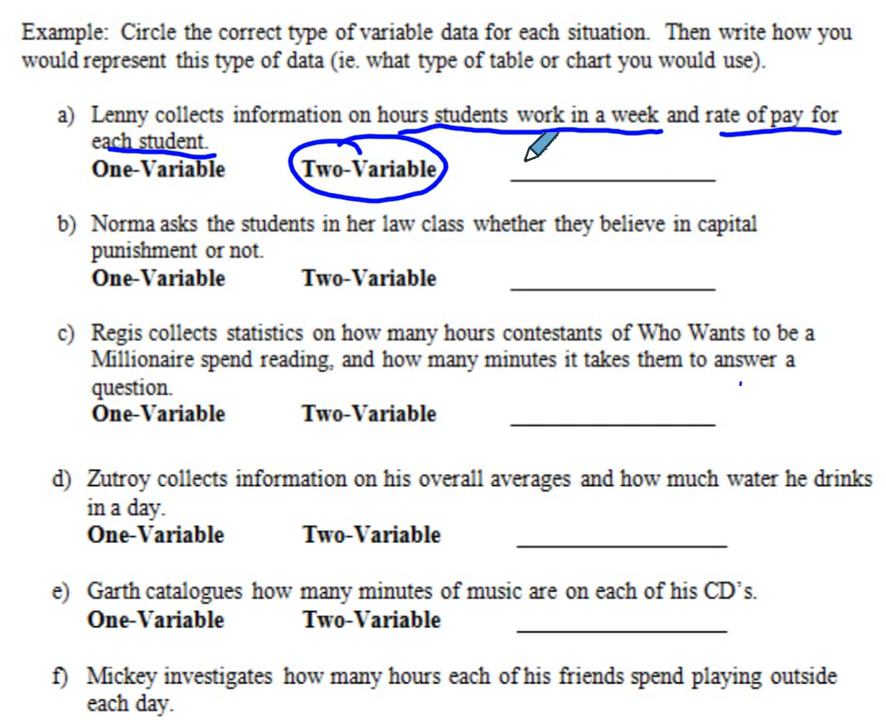 Example: Circle the correct type of variable data for each situation. Then write how you
would represent this type of data (ie. what type of table or chart you would use).
a) Lenny collects information on hours students work in a week and rate of pay for
each student.
One-Variable Two-Variable
b) Norma asks the students in her law class whether they believe in capital
punishment or not.
One-Variable Two-Variable
c) Regis collects statistics on how many hours contestants of Who Wants to be a
Millionaire spend reading, and how many minutes it takes them to answer a
question.
One-Variable Two-Variable
d) Zutroy collects information on his overall averages and how much water he drinks
in a day.
One-Variable Two-Variable
e) Garth catalogues how many minutes of music are on each of his CD's.
One-Variable Two-Variable
f) Mickey investigates how many hours each of his friends spend playing outside
each day.